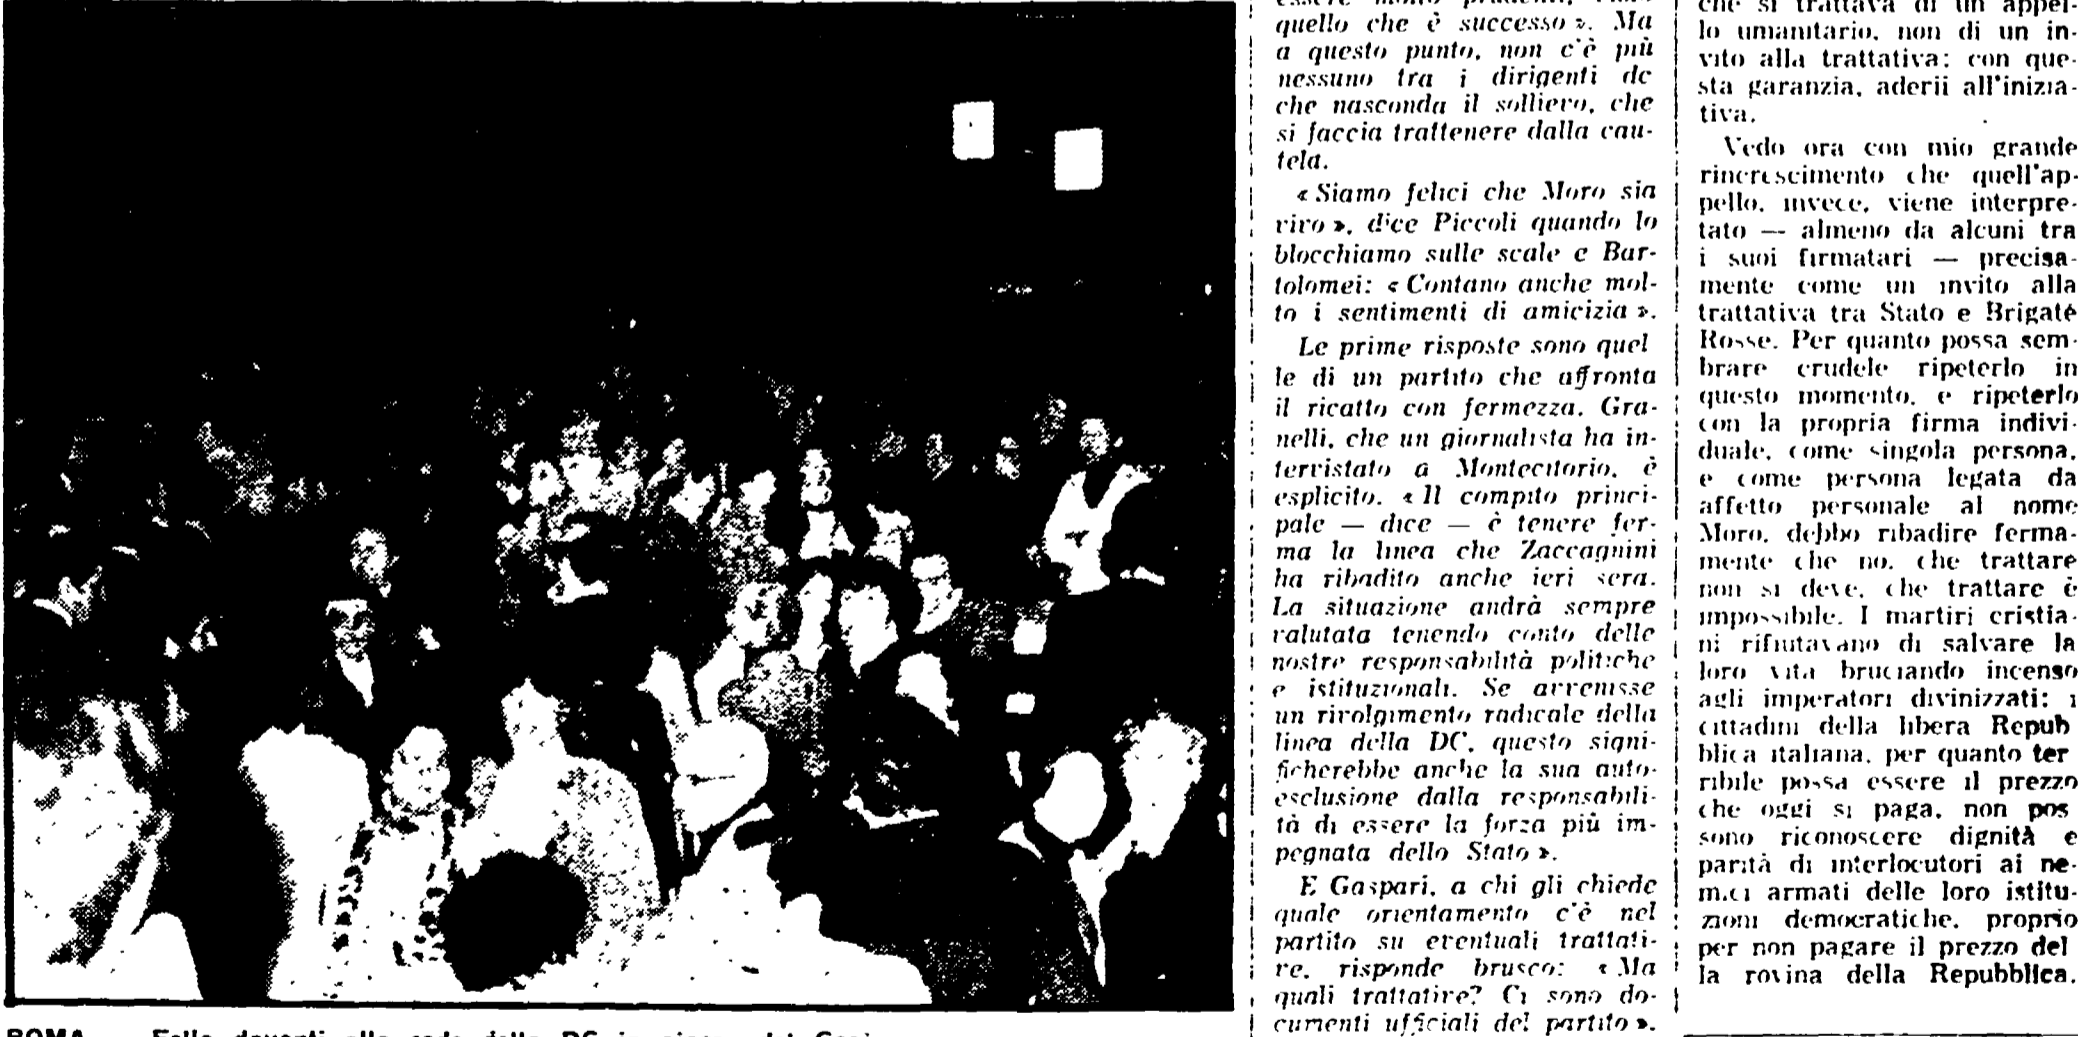 quello che è successo ». Ma
a questo punto, non c'è più
nessuno tra i dirigenti dc
che nasconda il sollievo, che
si faccia trattenere dalla cau-
tela.
« Siamo felici che Moro sia
vivo », dice Piccoli quando lo
blocchiamo sulle scale e Bar-
tolomei: « Contano anche mol-
to i sentimenti di amicizia ».
Le prime risposte sono quel
le di un partito che affronta
il ricatto con fermezza. Gra-
nelli, che un giornalista ha in-
tervistato a Montecitorio, è
esplicito. « Il compito princi-
pale — dice — è tenere fer-
ma la linea che Zaccagnini
ha ribadito anche ieri sera.
La situazione andrà sempre
valutata tenendo conto delle
nostre responsabilità politiche
e istituzionali. Se avvenisse
un rivolgimento radicale della
linea della DC, questo signi-
ficherebbe anche la sua auto-
esclusione dalla responsabili-
tà di essere la forza più im-
pegnata dello Stato ».
E Gaspari, a chi gli chiede
quale orientamento c'è nel
partito su eventuali trattati-
ve, risponde brusco: « Ma
quali trattative? Ci sono do-
cumenti ufficiali del partito ».
che si trattava di un appel-
lo umanitario, non di un in-
vito alla trattativa: con que-
sta garanzia, aderii all'inizia-
tiva.
Vedo ora con mio grande
rincrescimento che quell'ap-
pello, invece, viene interpre-
tato — almeno da alcuni tra
i suoi firmatari — precisa-
mente come un invito alla
trattativa tra Stato e Brigate
Rosse. Per quanto possa sem-
brare crudele ripeterlo in
questo momento, e ripeterlo
con la propria firma indivi-
duale, come singola persona,
e come persona legata da
affetto personale al nome
Moro, debbo ribadire ferma-
mente che no, che trattare
non si deve, che trattare è
impossibile. I martiri cristia-
ni rifiutavano di salvare la
loro vita bruciando incenso
agli imperatori divinizzati: i
cittadini della libera Repub
blica italiana, per quanto ter
ribile possa essere il prezzo
che oggi si paga, non pos
sono riconoscere dignità e
parità di interlocutori ai ne-
mici armati delle loro istitu-
zioni democratiche, proprio
per non pagare il prezzo del
la rovina della Repubblica.